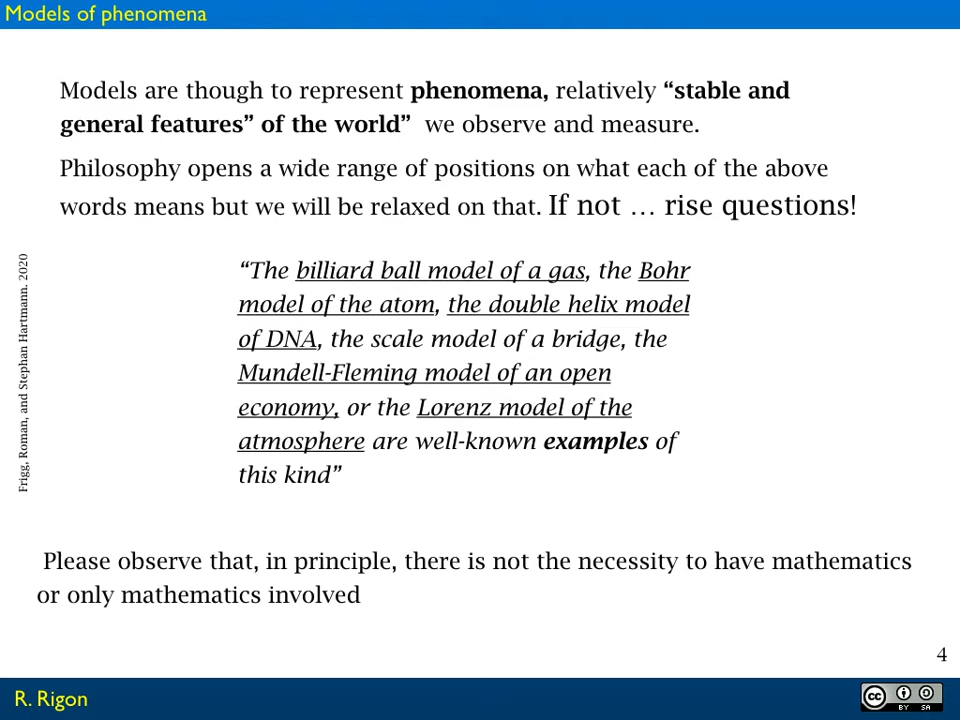 Models of phenomena
Models are though to represent phenomena, relatively “stable and
general features” of the world” we observe and measure.
Philosophy opens a wide range of positions on what each of the above
words means but we will be relaxed on that. If not … rise questions!
Frigg, Roman, and Stephan Hartmann. 2020
“The billiard ball model of a gas, the Bohr
model of the atom, the double helix model
of DNA, the scale model of a bridge, the
Mundell-Fleming model of an open
economy, or the Lorenz model of the
atmosphere are well-known examples of
this kind”
Please observe that, in principle, there is not the necessity to have mathematics
or only mathematics involved
4
R. Rigon
cc BY SA